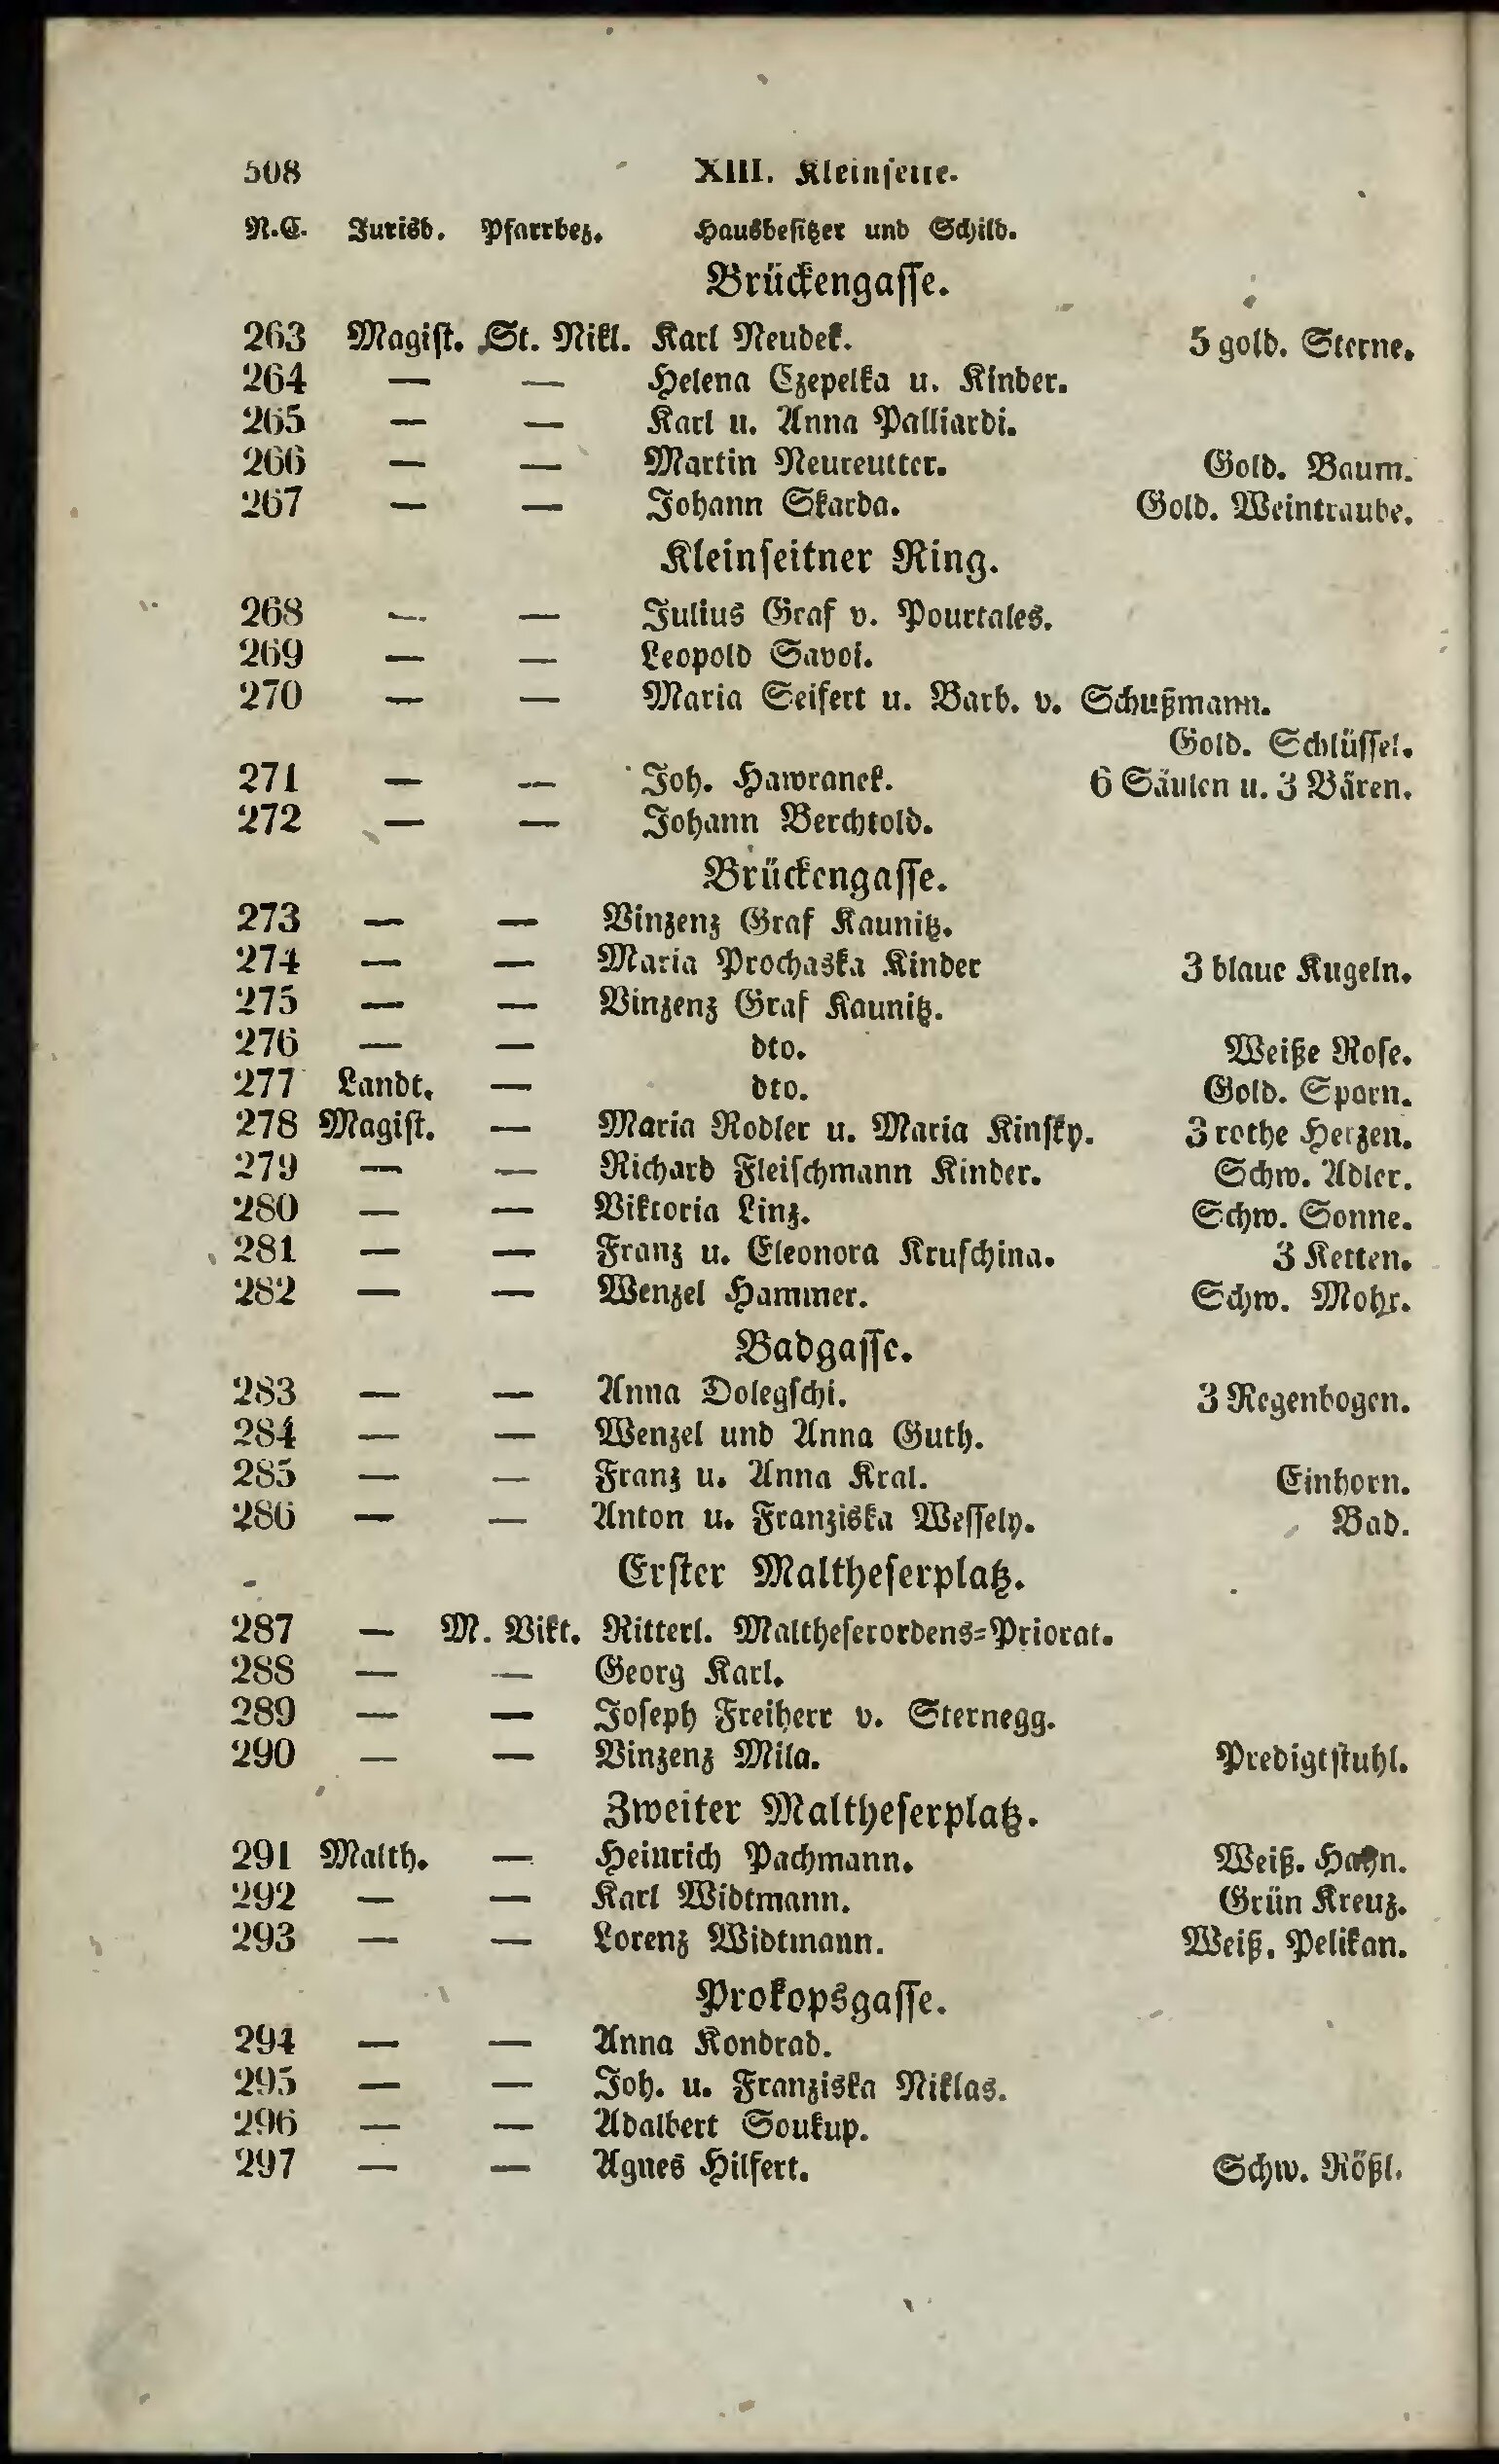 508 XIII. Kleinseite.
N.C. Jurisd. Pfarrbez. Hausbesitzer und Schild.
Brückengasse.
263 Magist. St. Nikl. Karl Neubek. 5 gold. Sterne.
264 — — Helena Czepelka u. Kinder.
265 — — Karl u. Anna Palliardi.
266 — — Martin Neureutter. Gold. Baum.
267 — — Johann Skarda. Gold. Weintraube.
Kleinseitner Ring.
268 — — Julius Graf v. Pourtales.
269 — — Leopold Savoi.
270 — — Maria Seifert u. Barb. v. Schußmann.
Gold. Schlüssel.
271 — — Joh. Hawranek. 6 Säulen u. 3 Bären.
272 — — Johann Berchtold.
Brückengasse.
273 — — Vinzenz Graf Kaunitz.
274 — — Maria Prochaska Kinder 3 blaue Kugeln.
275 — — Vinzenz Graf Kaunitz.
276 — — dto. Weiße Rose.
277 Landt. — dto. Gold. Sporn.
278 Magist. — Maria Rodler u. Maria Kinsky. 3 rothe Herzen.
279 — — Richard Fleischmann Kinder. Schw. Adler.
280 — — Viktoria Linz. Schw. Sonne.
281 — — Franz u. Eleonora Kruschina. 3 Ketten.
282 — — Wenzel Hammer. Schw. Mohr.
Badgasse.
283 — — Anna Dolegschi. 3 Regenbogen.
284 — — Wenzel und Anna Guth.
285 — — Franz u. Anna Kral. Einhorn.
286 — — Anton u. Franziska Wessely. Bad.
Erster Maltheserplatz.
287 — M. Vikt. Ritterl. Maltheserordens-Priorat.
288 — — Georg Karl.
289 — — Joseph Freiherr v. Sternegg.
290 — — Vinzenz Mila. Predigtstuhl.
Zweiter Maltheserplatz.
291 Malth. — Heinrich Pachmann. Weiß. Hahn.
292 — — Karl Widtmann. Grün Kreuz.
293 — — Lorenz Widtmann. Weiß. Pelikan.
Prokopsgasse.
294 — — Anna Kondrad.
295 — — Joh. u. Franziska Niklas.
296 — — Adalbert Soukup.
297 — — Agnes Hilfert. Schw. Rößl.